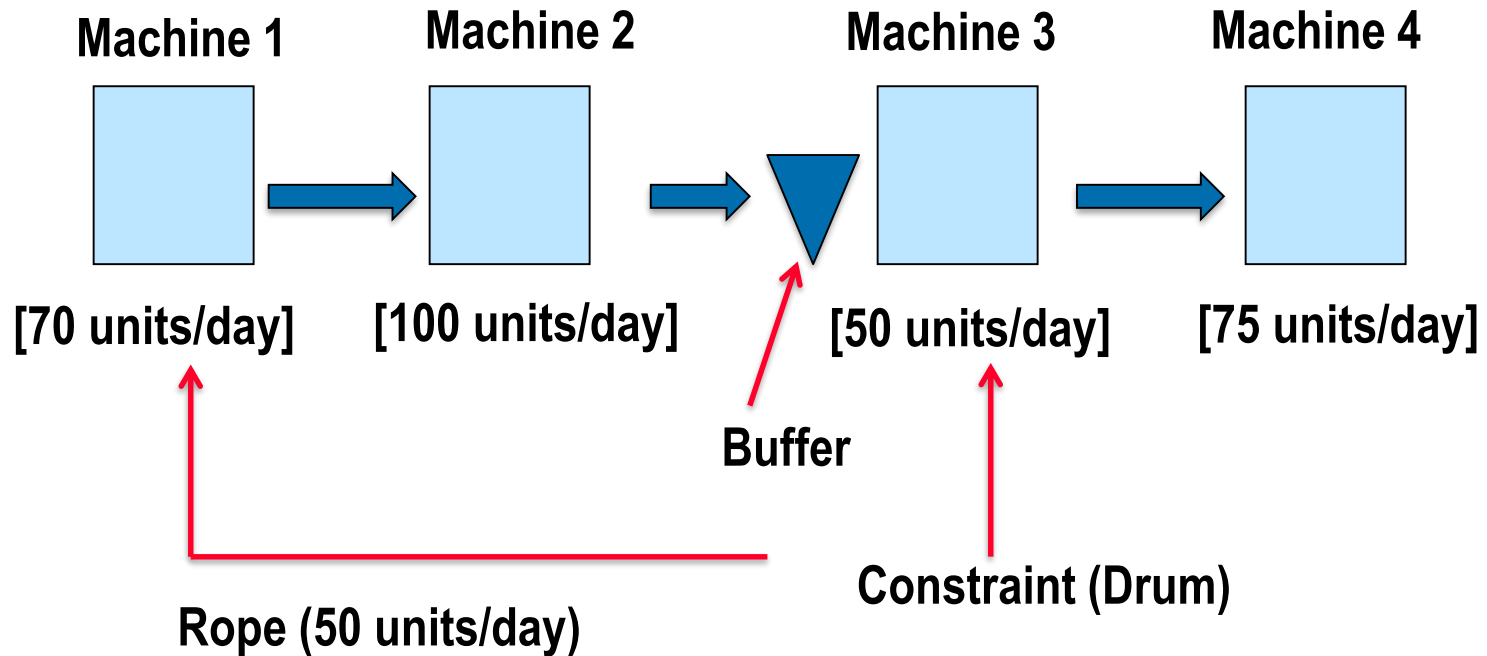 Machine 1
Machine 2
Machine 3
Machine 4
[70 units/day]
[100 units/day]
[50 units/day]
[75 units/day]
Buffer
Constraint (Drum)
Rope (50 units/day)